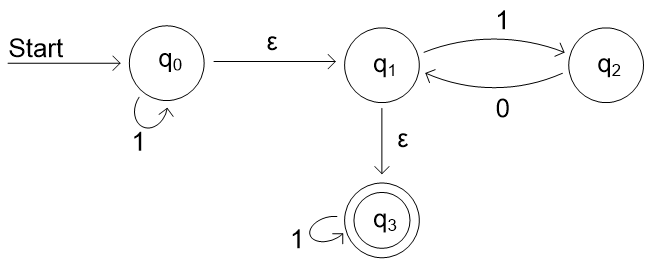 Start
q₀
ε
q₁
1
q₂
1
0
ε
1
q₃